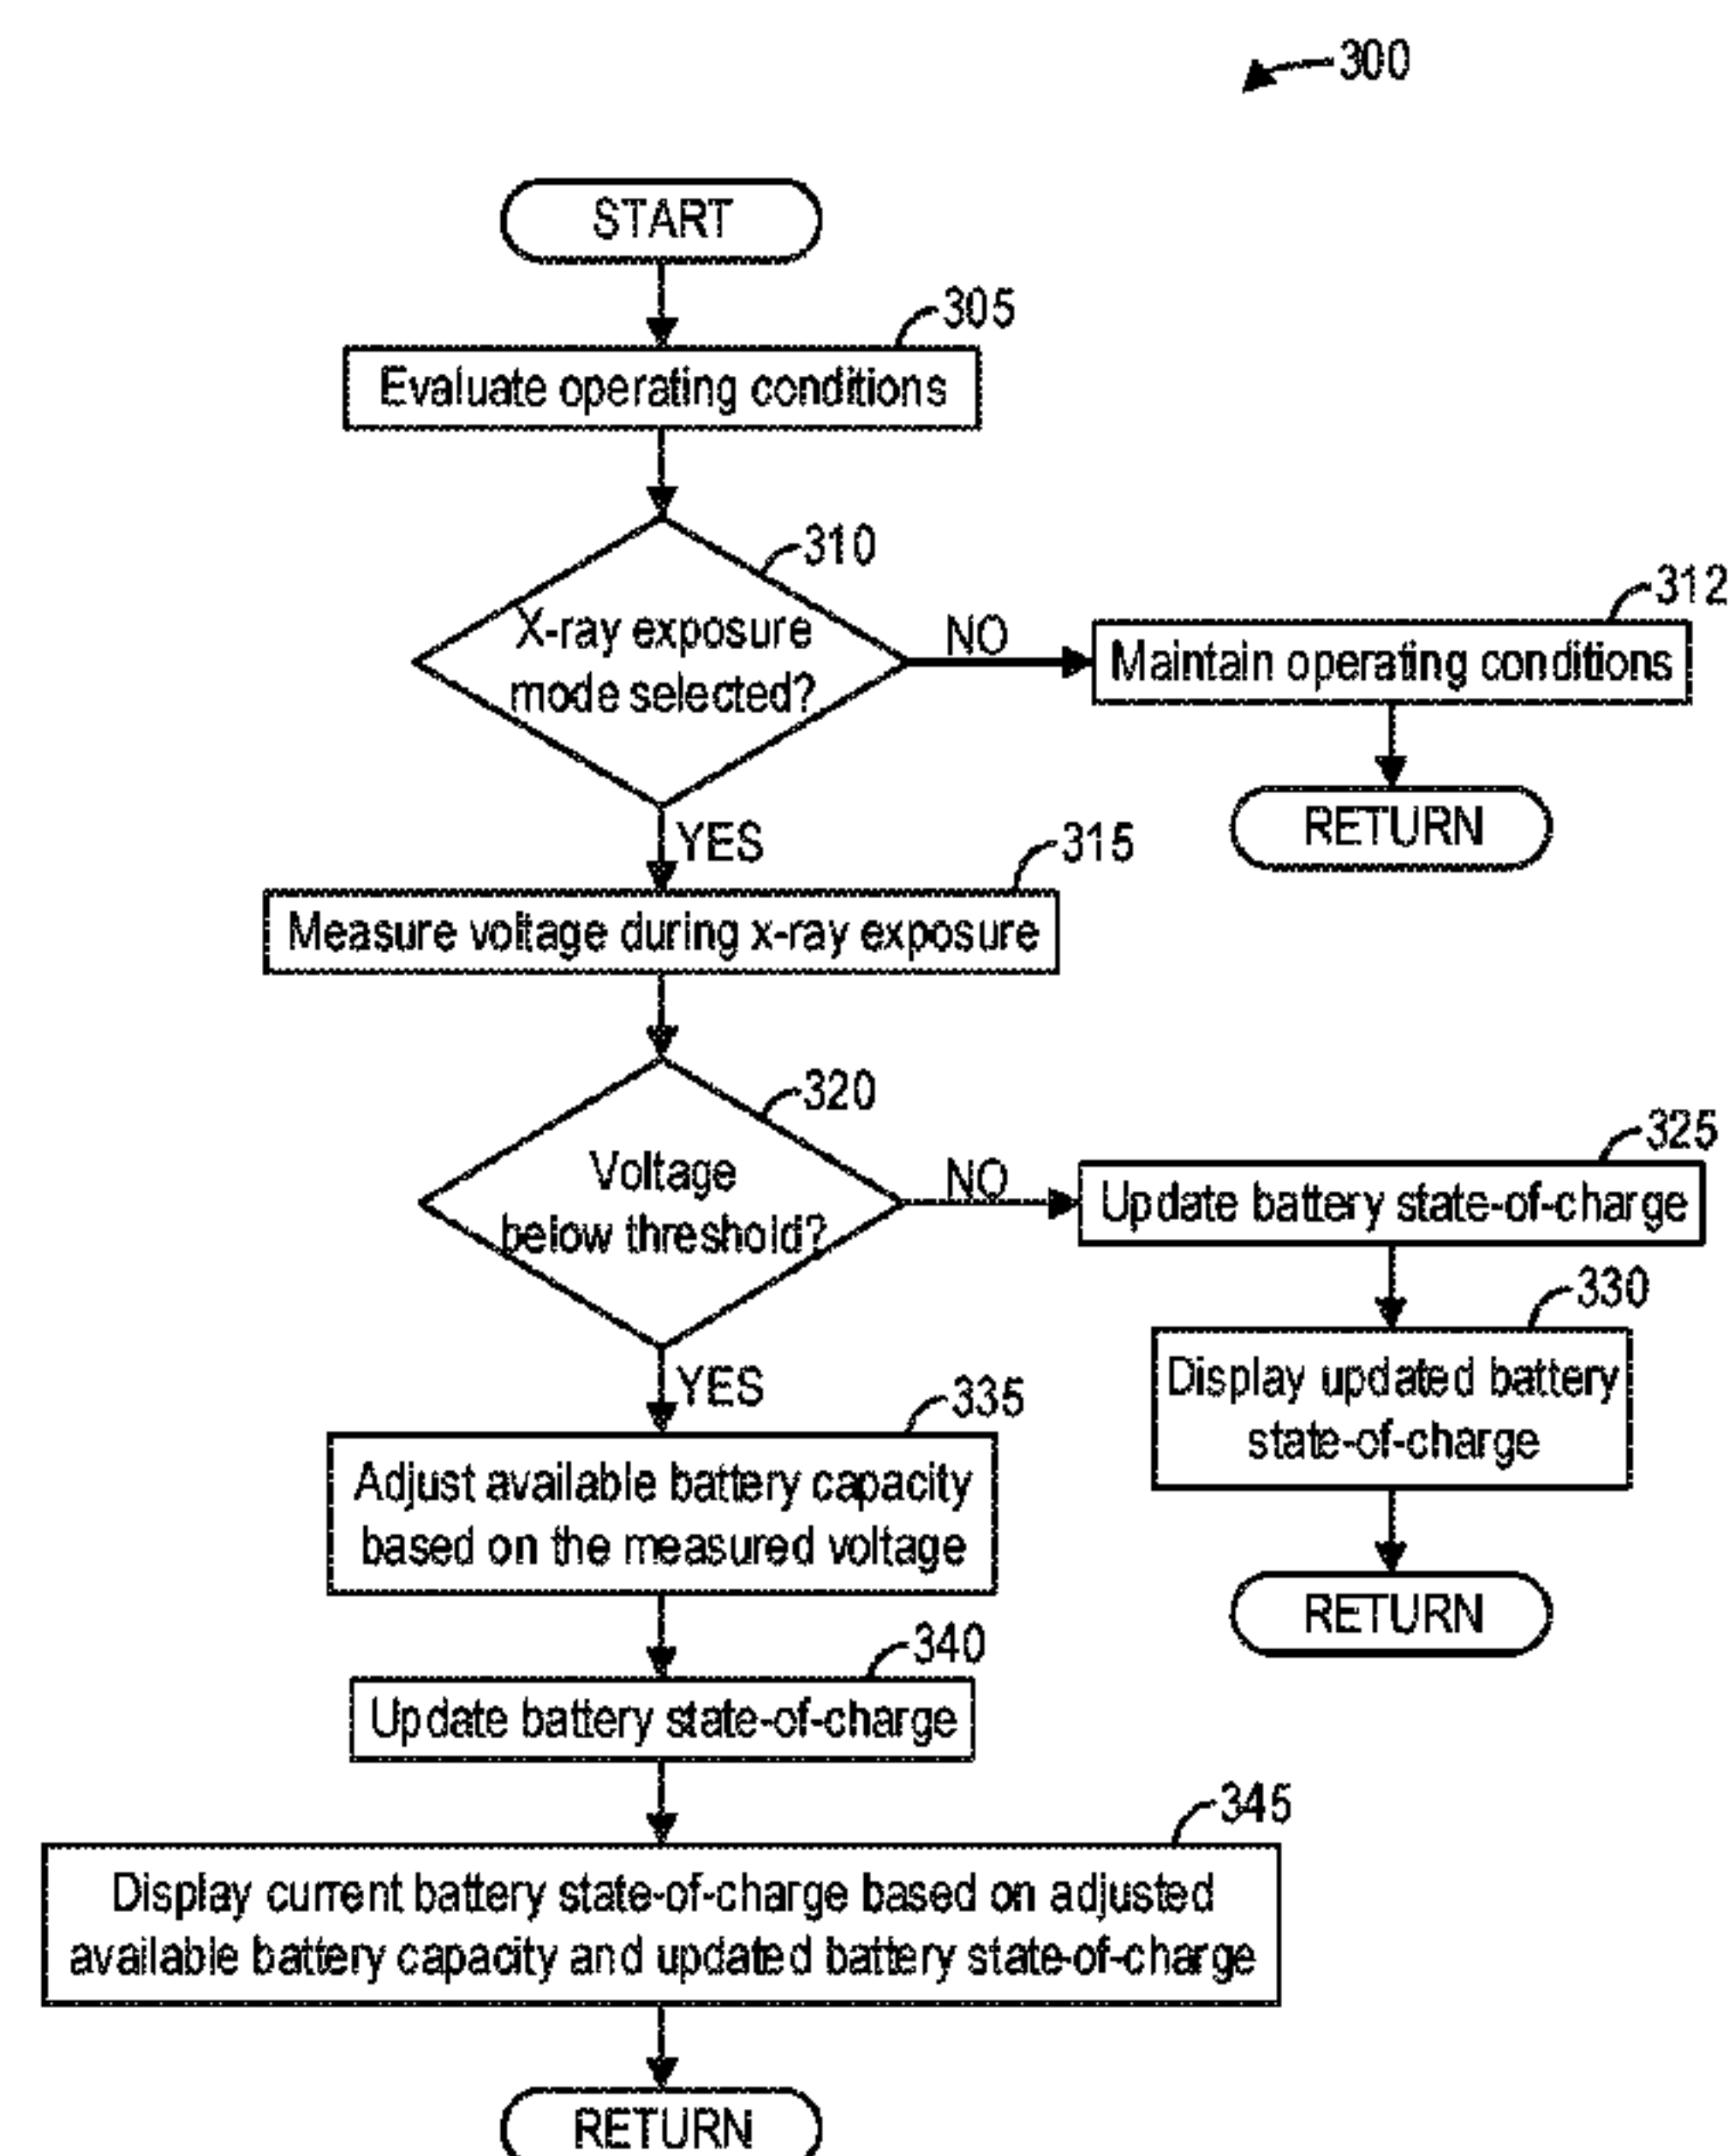 300
START
305
Evaluate operating conditions
310
X-ray exposure
mode selected?
NO
312
Maintain operating conditions
RETURN
YES
315
Measure voltage during x-ray exposure
320
Voltage
below threshold?
NO
325
Update battery state-of-charge
330
Display updated battery
state-of-charge
RETURN
YES
335
Adjust available battery capacity
based on the measured voltage
340
Update battery state-of-charge
345
Display current battery state-of-charge based on adjusted
available battery capacity and updated battery state-of-charge
RETURN